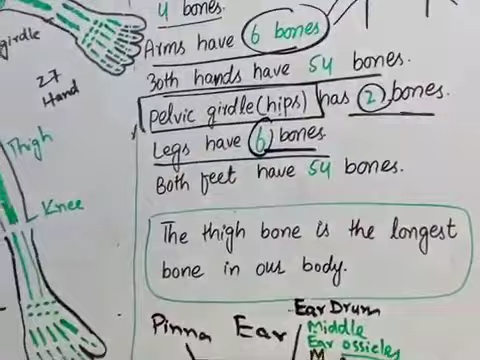 4 bones.
girdle
Arms have 6 bones
27
Hand
Both hands have 54 bones.
Pelvic girdle(hips) has 2 bones.
Thigh
Legs have 6 bones
Both feet have 54 bones.
Knee
The thigh bone is the longest
bone in our body.
Pinna Ear
Ear Drum
Middle
Ear ossicles
M